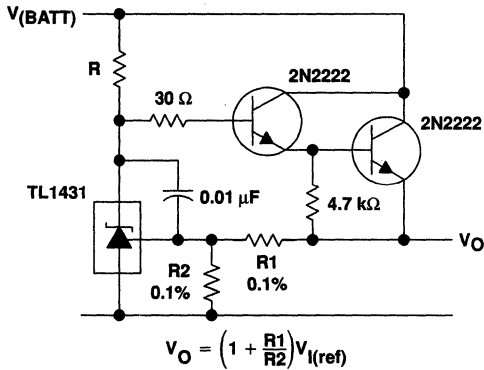 V(BATT)
R
30 Ω
2N2222
2N2222
TL1431
0.01 μF
4.7 kΩ
VO
R2
0.1%
R1
0.1%
VO = (1 + R1/R2)VI(ref)